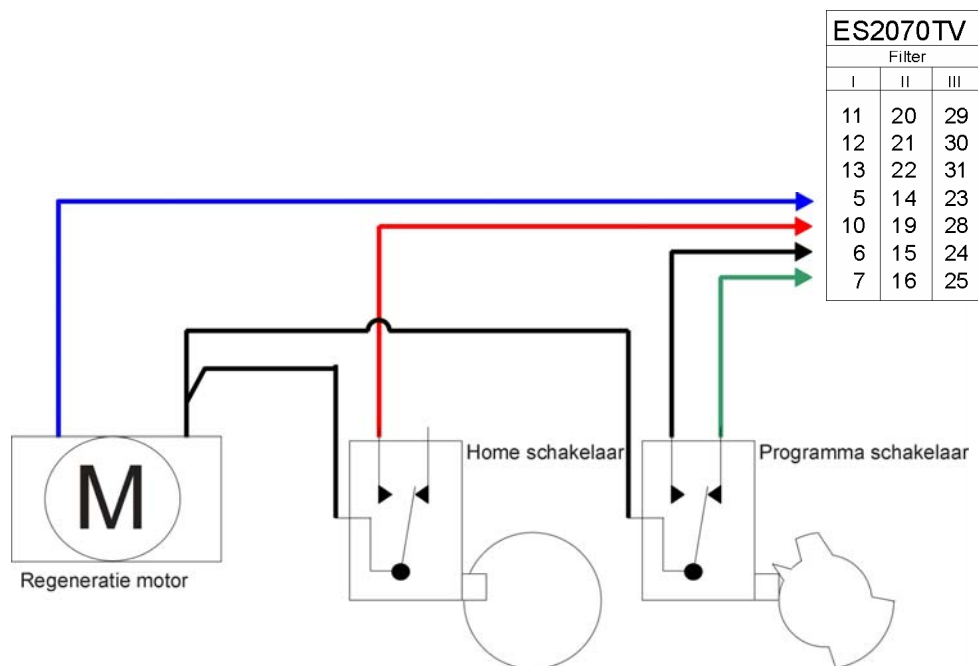 ES2070TV
Filter
I II III
11 20 29
12 21 30
13 22 31
5 14 23
10 19 28
6 15 24
7 16 25
Home schakelaar
Programma schakelaar
M
Regeneratie motor